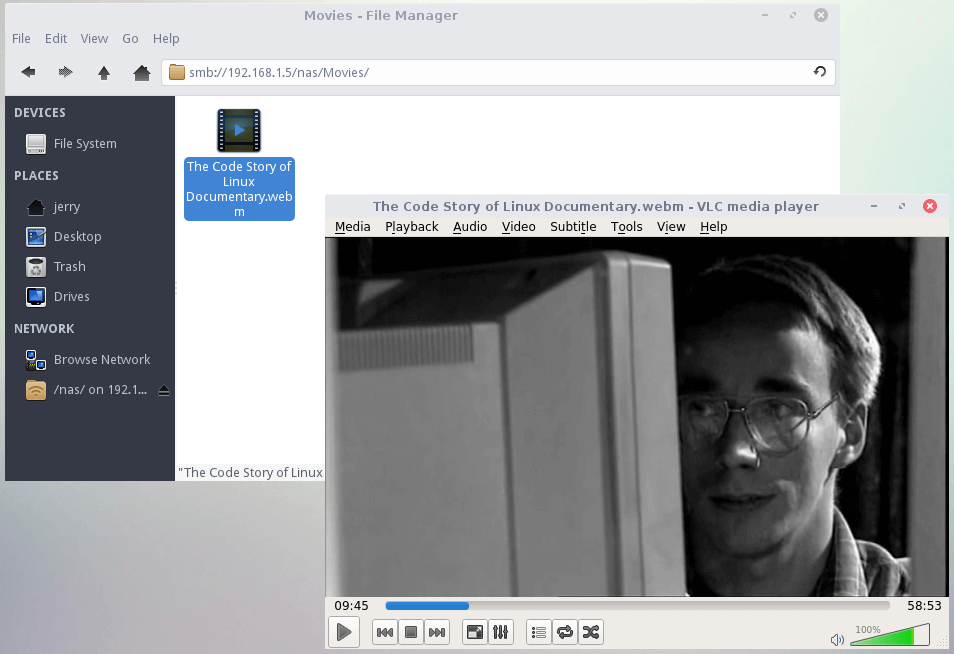 Movies - File Manager
File Edit View Go Help
smb://192.168.1.5/nas/Movies/
DEVICES
File System
PLACES
jerry
Desktop
Trash
Drives
NETWORK
Browse Network
/nas/ on 192.1...
The Code Story of
Linux
Documentary.web
m
"The Code Story of Linux
The Code Story of Linux Documentary.webm - VLC media player
Media Playback Audio Video Subtitle Tools View Help
09:45 58:53
100%